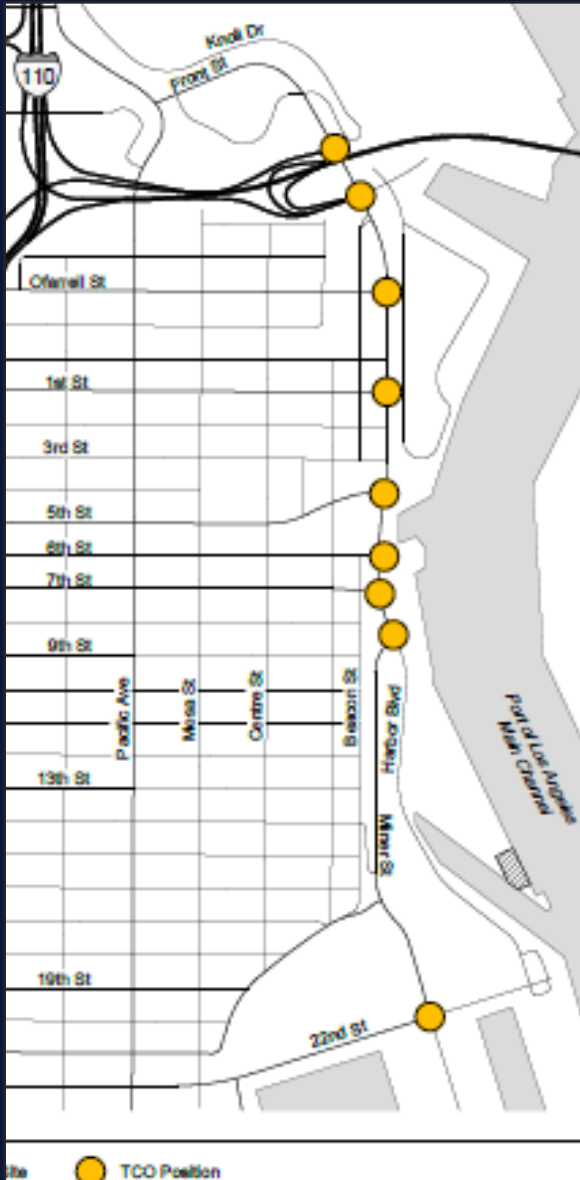 Knoll Dr
Front St
110
Ofarrell St
1st St
3rd St
5th St
6th St
7th St
9th St
Pacific Ave
Mesa St
Centre St
Beacon St
Harbor Blvd
Port of Los Angeles
Main Channel
13th St
Miner St
19th St
22nd St
Site
TCO Position